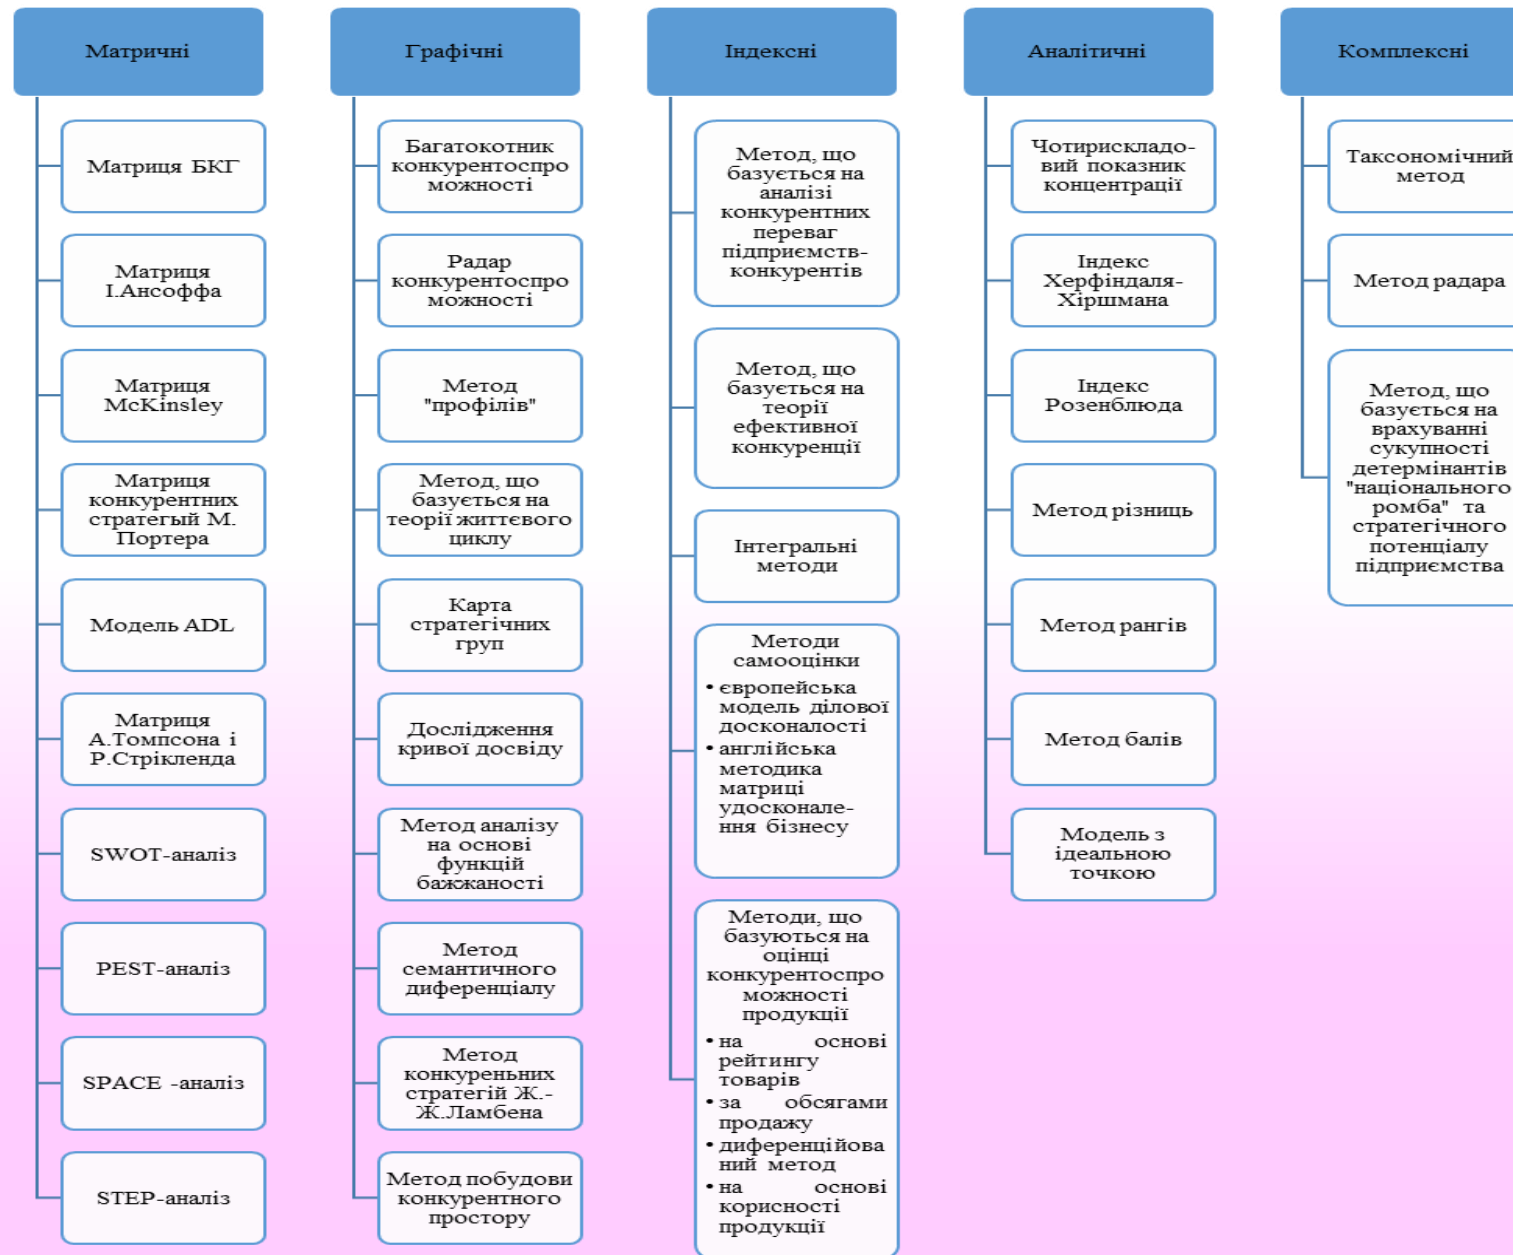 Матричні
Матриця БКГ
Матриця
І.Ансоффа
Матриця
McKinsley
Матриця
конкурентних
стратегый М.
Портера
Модель ADL
Матриця
А.Томпсона і
Р.Стрікленда
SWOT-аналіз
PEST-аналіз
SPACE -аналіз
STEP-аналіз
Графічні
Багатокотник
конкурентоспро
можності
Радар
конкурентоспро
можності
Метод
"профілів"
Метод, що
базується на
теорії життєвого
циклу
Карта
стратегічних
груп
Дослідження
кривої досвіду
Метод аналізу
на основі
функцій
бажжаності
Метод
семантичного
диференціалу
Метод
конкуреньних
стратегій Ж.-
Ж.Ламбена
Метод побудови
конкурентного
простору
Індексні
Метод, що
базується на
аналізі
конкурентних
переваг
підприємств-
конкурентів
Метод, що
базується на
теорії
ефективної
конкуренції
Інтегральні
методи
Методи
самооцінки
• європейська
модель ділової
досконалості
• англійська
методика
матриці
удосконале-
ння бізнесу
Методи, що
базуються на
оцінці
конкурентоспро
можності
продукції
• на основі
рейтингу
товарів
• за обсягами
продажу
• диференційова
ний метод
• на основі
корисності
продукції
Аналітичні
Чотирискладо-
вий показник
концентрації
Індекс
Херфіндаля-
Хіршмана
Індекс
Розенблюда
Метод різниць
Метод рангів
Метод балів
Модель з
ідеальною
точкою
Комплексні
Таксономічний
метод
Метод радара
Метод, що
базується на
врахуванні
сукупності
детермінантів
"національного
ромба" та
стратегічного
потенціалу
підприємства